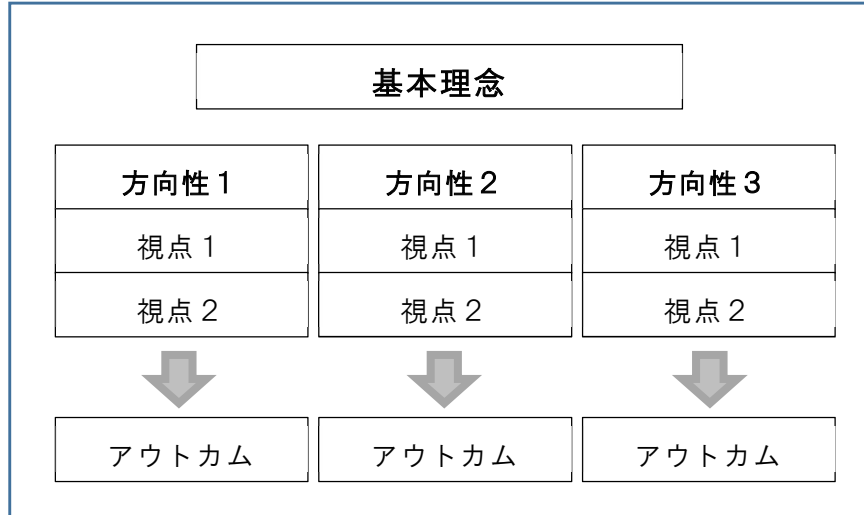 基本理念
方向性１ 方向性２ 方向性３
視点１ 視点１ 視点１
視点２ 視点２ 視点２
アウトカム アウトカム アウトカム